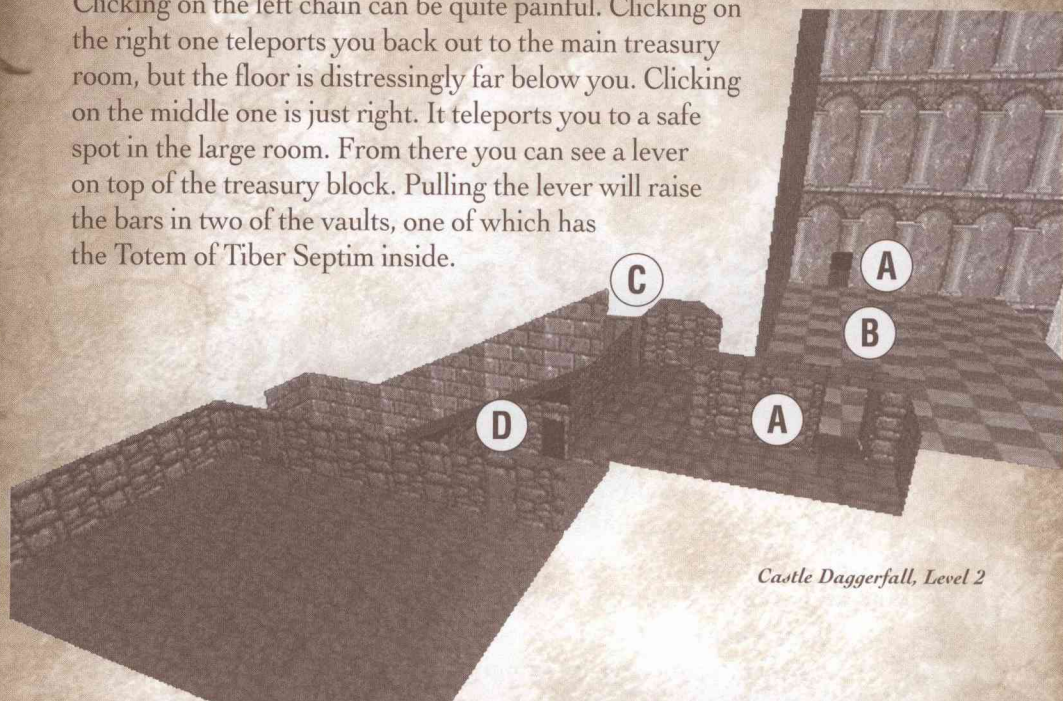 Clicking on the left chain can be quite painful. Clicking on
the right one teleports you back out to the main treasury
room, but the floor is distressingly far below you. Clicking
on the middle one is just right. It teleports you to a safe
spot in the large room. From there you can see a lever
on top of the treasury block. Pulling the lever will raise
the bars in two of the vaults, one of which has
the Totem of Tiber Septim inside.
A
C
B
D
A
Castle Daggerfall, Level 2